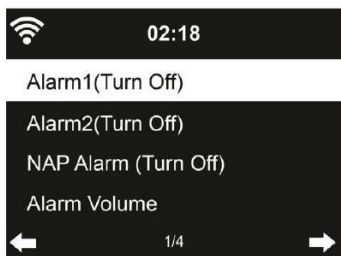 02:18
Alarm1(Turn Off)
Alarm2(Turn Off)
NAP Alarm (Turn Off)
Alarm Volume
1/4